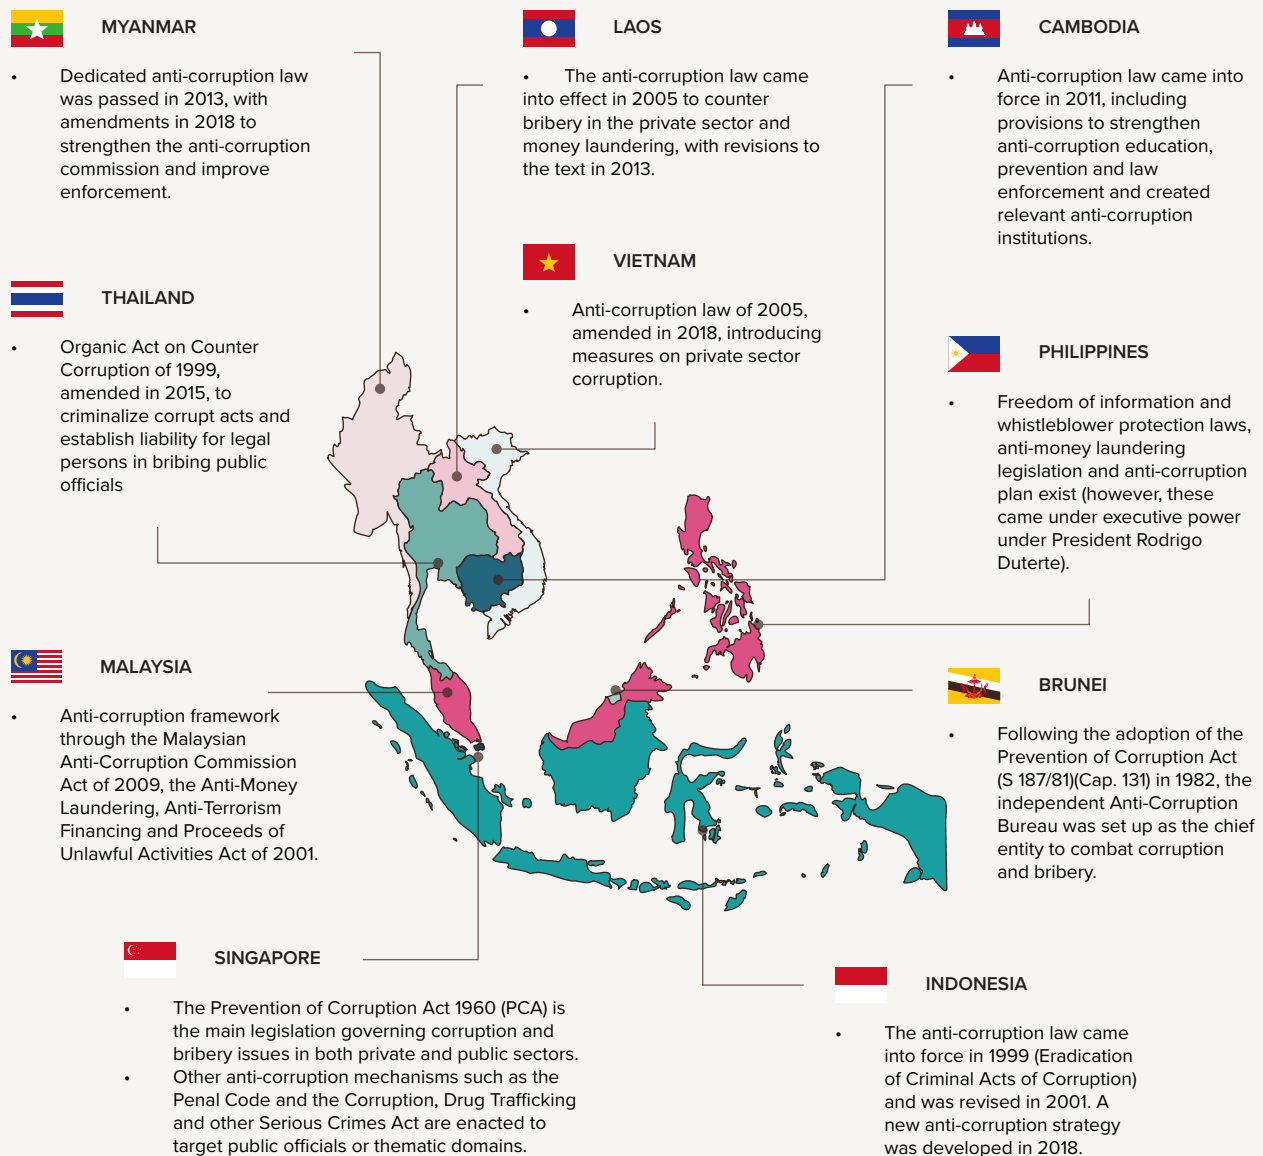 MYANMAR
• Dedicated anti-corruption law
was passed in 2013, with
amendments in 2018 to
strengthen the anti-corruption
commission and improve
enforcement.
LAOS
• The anti-corruption law came
into effect in 2005 to counter
bribery in the private sector and
money laundering, with revisions to
the text in 2013.
CAMBODIA
• Anti-corruption law came into
force in 2011, including
provisions to strengthen
anti-corruption education,
prevention and law
enforcement and created
relevant anti-corruption
institutions.
THAILAND
• Organic Act on Counter
Corruption of 1999,
amended in 2015, to
criminalize corrupt acts and
establish liability for legal
persons in bribing public
officials
VIETNAM
• Anti-corruption law of 2005,
amended in 2018, introducing
measures on private sector
corruption.
PHILIPPINES
• Freedom of information and
whistleblower protection laws,
anti-money laundering
legislation and anti-corruption
plan exist (however, these
came under executive power
under President Rodrigo
Duterte).
MALAYSIA
• Anti-corruption framework
through the Malaysian
Anti-Corruption Commission
Act of 2009, the Anti-Money
Laundering, Anti-Terrorism
Financing and Proceeds of
Unlawful Activities Act of 2001.
BRUNEI
• Following the adoption of the
Prevention of Corruption Act
(S 187/81)(Cap. 131) in 1982, the
independent Anti-Corruption
Bureau was set up as the chief
entity to combat corruption
and bribery.
SINGAPORE
• The Prevention of Corruption Act 1960 (PCA) is
the main legislation governing corruption and
bribery issues in both private and public sectors.
• Other anti-corruption mechanisms such as the
Penal Code and the Corruption, Drug Trafficking
and other Serious Crimes Act are enacted to
target public officials or thematic domains.
INDONESIA
• The anti-corruption law came
into force in 1999 (Eradication
of Criminal Acts of Corruption)
and was revised in 2001. A
new anti-corruption strategy
was developed in 2018.